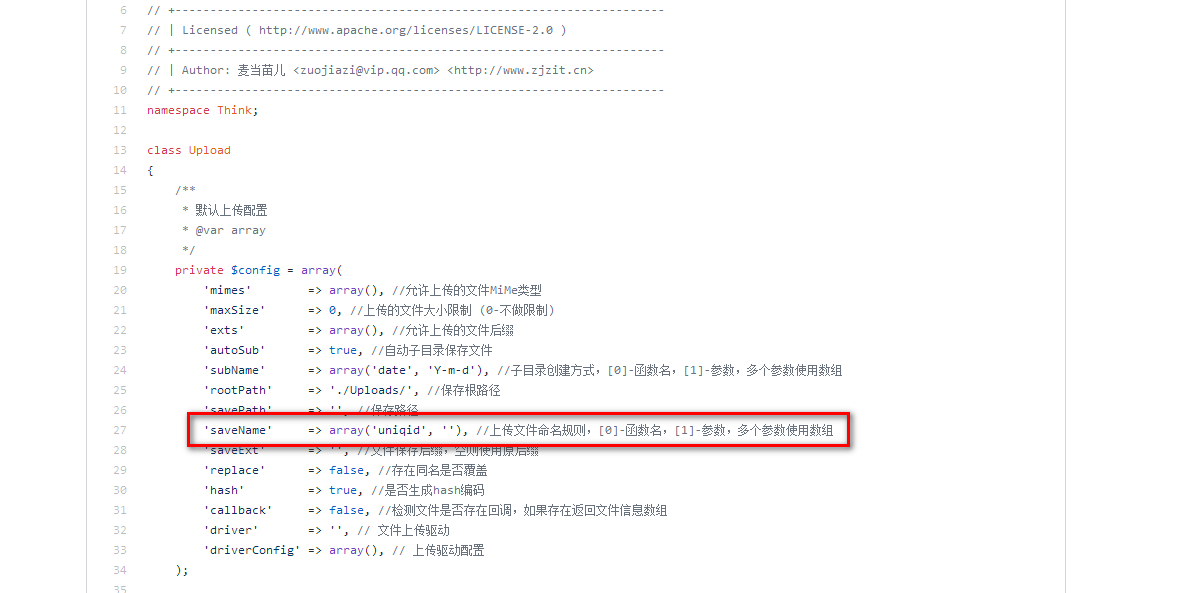 6 // +----------------------------------------------------------------------
7 // | Licensed ( http://www.apache.org/licenses/LICENSE-2.0 )
8 // +----------------------------------------------------------------------
9 // | Author: 麦当苗儿 <zuojiazi@vip.qq.com> <http://www.zjzit.cn>
10 // +----------------------------------------------------------------------
11 namespace Think;
12
13 class Upload
14 {
15     /**
16      * 默认上传配置
17      * @var array
18      */
19     private $config = array(
20         'mimes'        => array(), //允许上传的文件MiMe类型
21         'maxSize'      => 0, //上传的文件大小限制 (0-不做限制)
22         'exts'         => array(), //允许上传的文件后缀
23         'autoSub'      => true, //自动子目录保存文件
24         'subName'      => array('date', 'Y-m-d'), //子目录创建方式，[0]-函数名，[1]-参数，多个参数使用数组
25         'rootPath'     => './Uploads/', //保存根路径
26         'savePath'     => '', //保存路径
27         'saveName'     => array('uniqid', ''), //上传文件命名规则，[0]-函数名，[1]-参数，多个参数使用数组
28         'saveExt'      => '', //文件保存后缀，空则使用原后缀
29         'replace'      => false, //存在同名是否覆盖
30         'hash'         => true, //是否生成hash编码
31         'callback'     => false, //检测文件是否存在回调，如果存在返回文件信息数组
32         'driver'       => '', // 文件上传驱动
33         'driverConfig' => array(), // 上传驱动配置
34     );
35